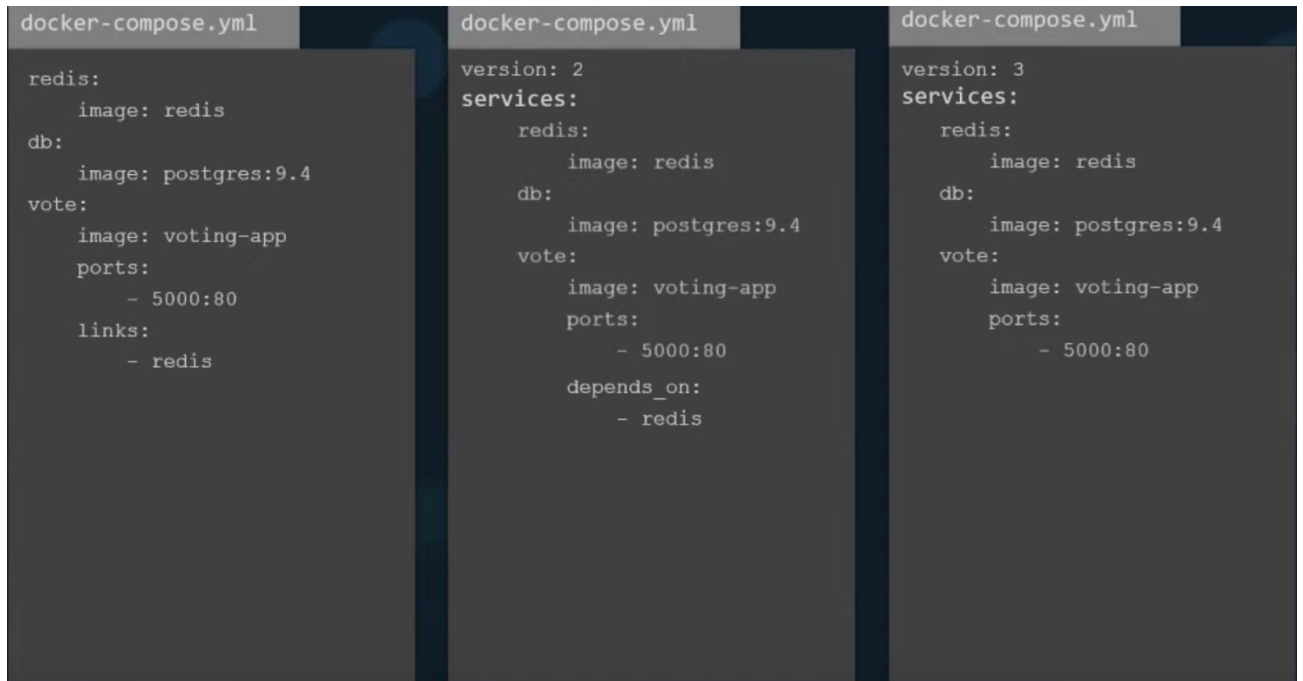 docker-compose.yml
redis:
    image: redis
db:
    image: postgres:9.4
vote:
    image: voting-app
    ports:
        - 5000:80
    links:
        - redis
docker-compose.yml
version: 2
services:
    redis:
        image: redis
    db:
        image: postgres:9.4
    vote:
        image: voting-app
        ports:
            - 5000:80
        depends_on:
            - redis
docker-compose.yml
version: 3
services:
    redis:
        image: redis
    db:
        image: postgres:9.4
    vote:
        image: voting-app
        ports:
            - 5000:80